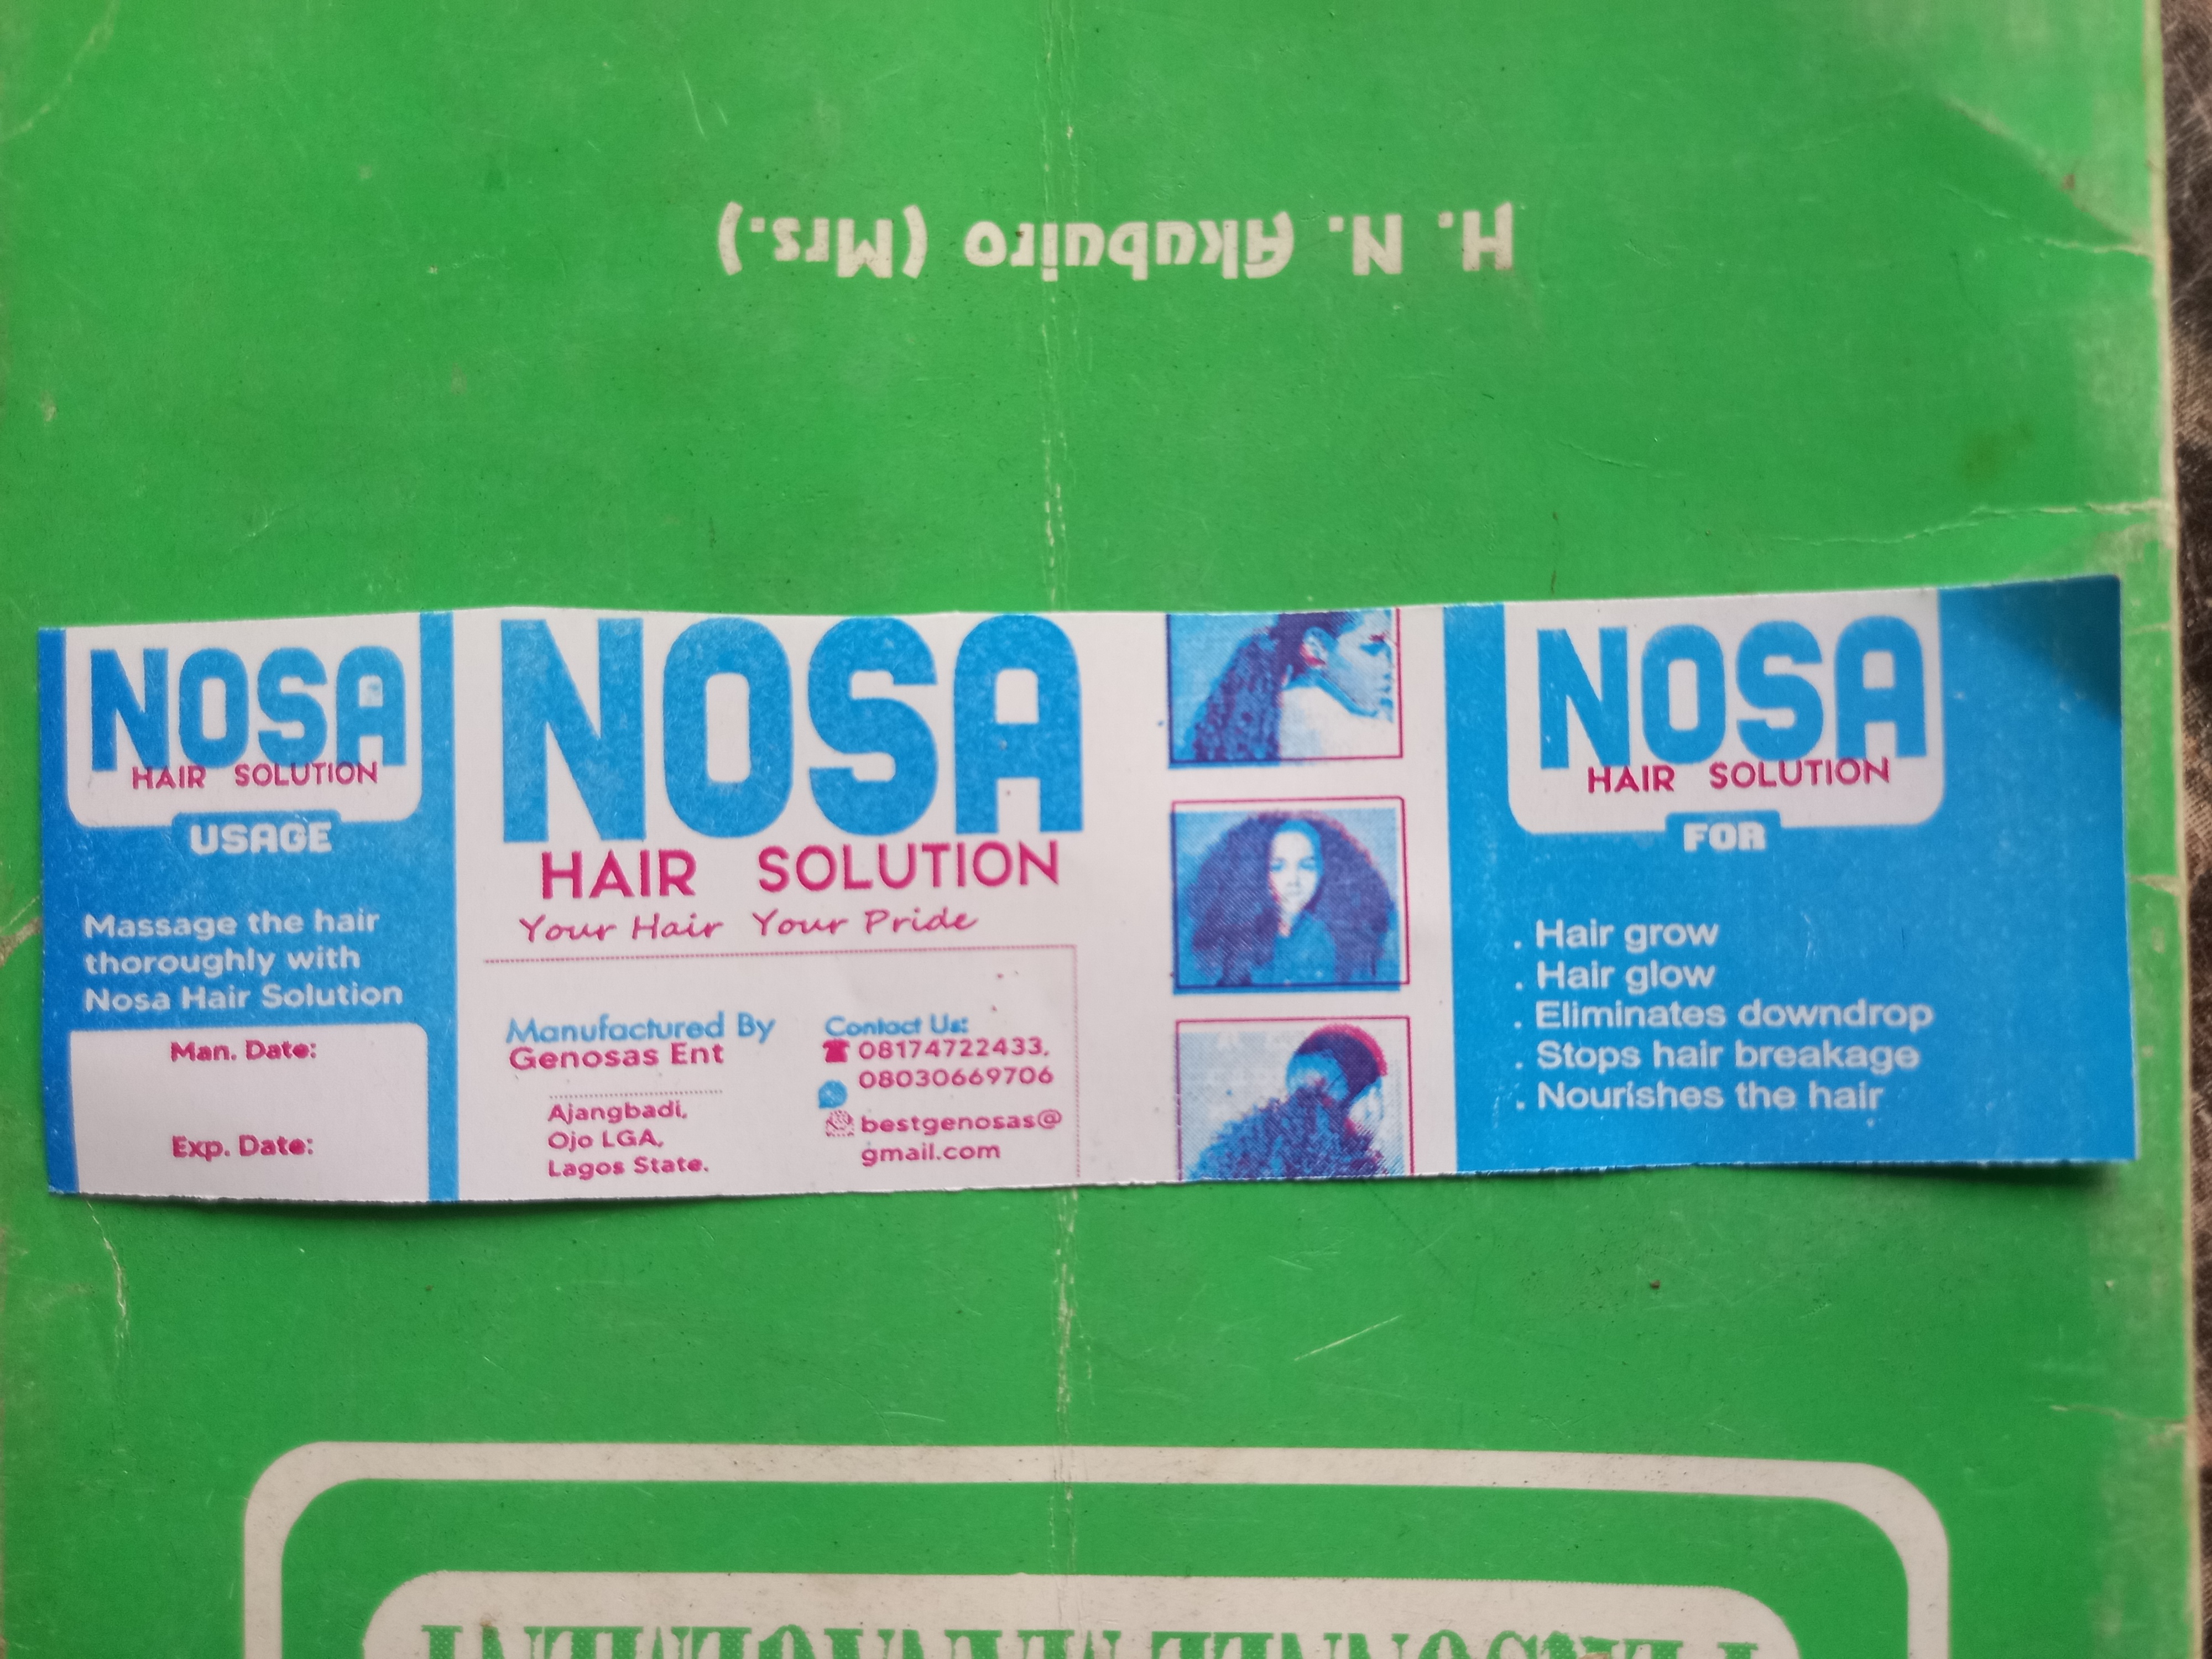 H. N. Akubuiro (Mrs.)
NOSA
HAIR SOLUTION
USAGE
Massage the hair
thoroughly with
Nosa Hair Solution
Man. Date:
Exp. Date:
NOSA
HAIR SOLUTION
Your Hair Your Pride
Manufactured By
Genosas Ent
Ajangbadi,
Ojo LGA,
Lagos State.
Contact Us:
08174722433,
08030669706
bestgenosas@
gmail.com
NOSA
HAIR SOLUTION
FOR
. Hair grow
. Hair glow
. Eliminates downdrop
. Stops hair breakage
. Nourishes the hair
PERSONNEL MANAGEMENT